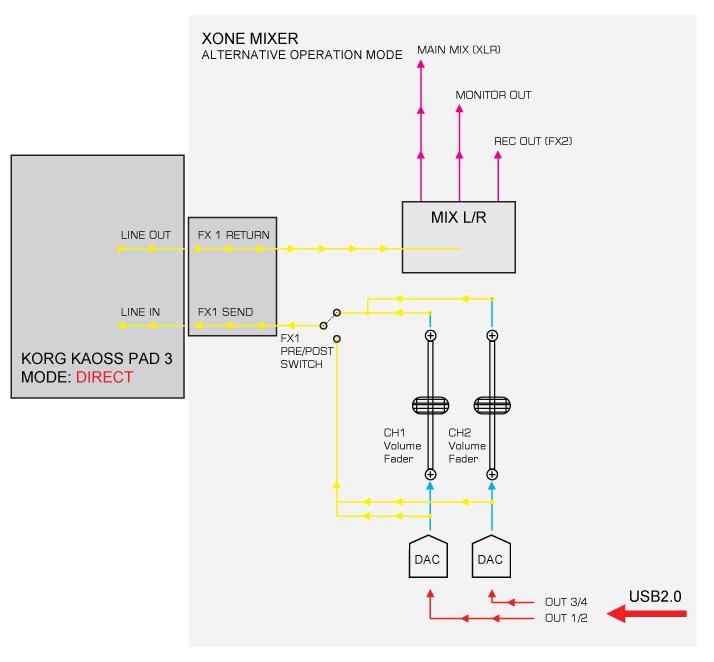 XONE MIXER
ALTERNATIVE OPERATION MODE
MAIN MIX (XLR)
MONITOR OUT
REC OUT (FX2)
MIX L/R
LINE OUT
FX 1 RETURN
LINE IN
FX1 SEND
KORG KAOSS PAD 3
MODE: DIRECT
FX1
PRE/POST
SWITCH
CH1
Volume
Fader
CH2
Volume
Fader
DAC
DAC
OUT 3/4
OUT 1/2
USB2.0